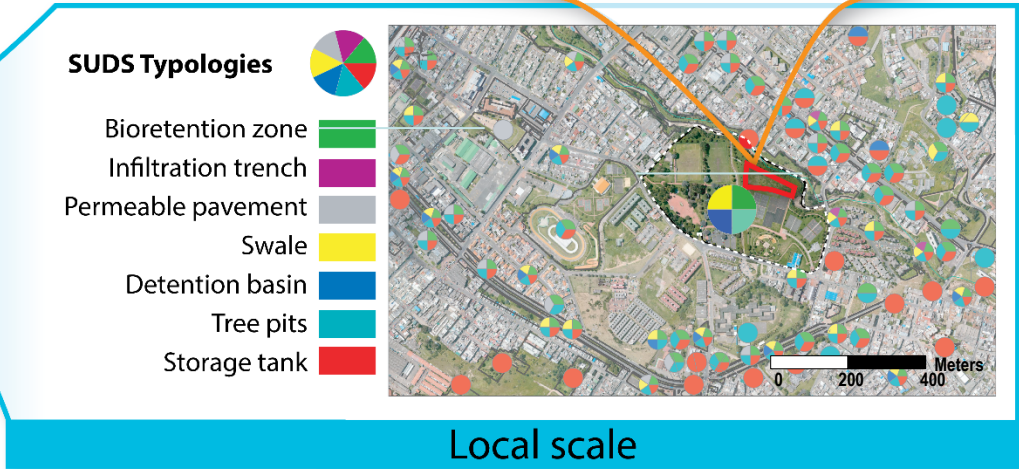 SUDS Typologies
Bioretention zone
Infiltration trench
Permeable pavement
Swale
Detention basin
Tree pits
Storage tank
Meters
0 200 400
Local scale